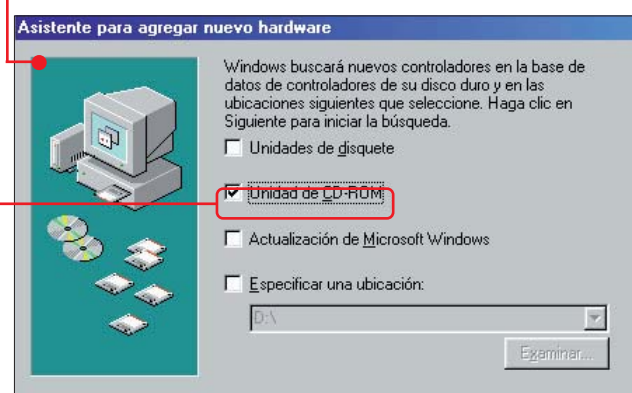 Asistente para agregar nuevo hardware
Windows buscará nuevos controladores en la base de
datos de controladores de su disco duro y en las
ubicaciones siguientes que seleccione. Haga clic en
Siguiente para iniciar la búsqueda.
Unidades de disquete
Unidad de CD-ROM
Actualización de Microsoft Windows
Especificar una ubicación:
D:\
Examinar...